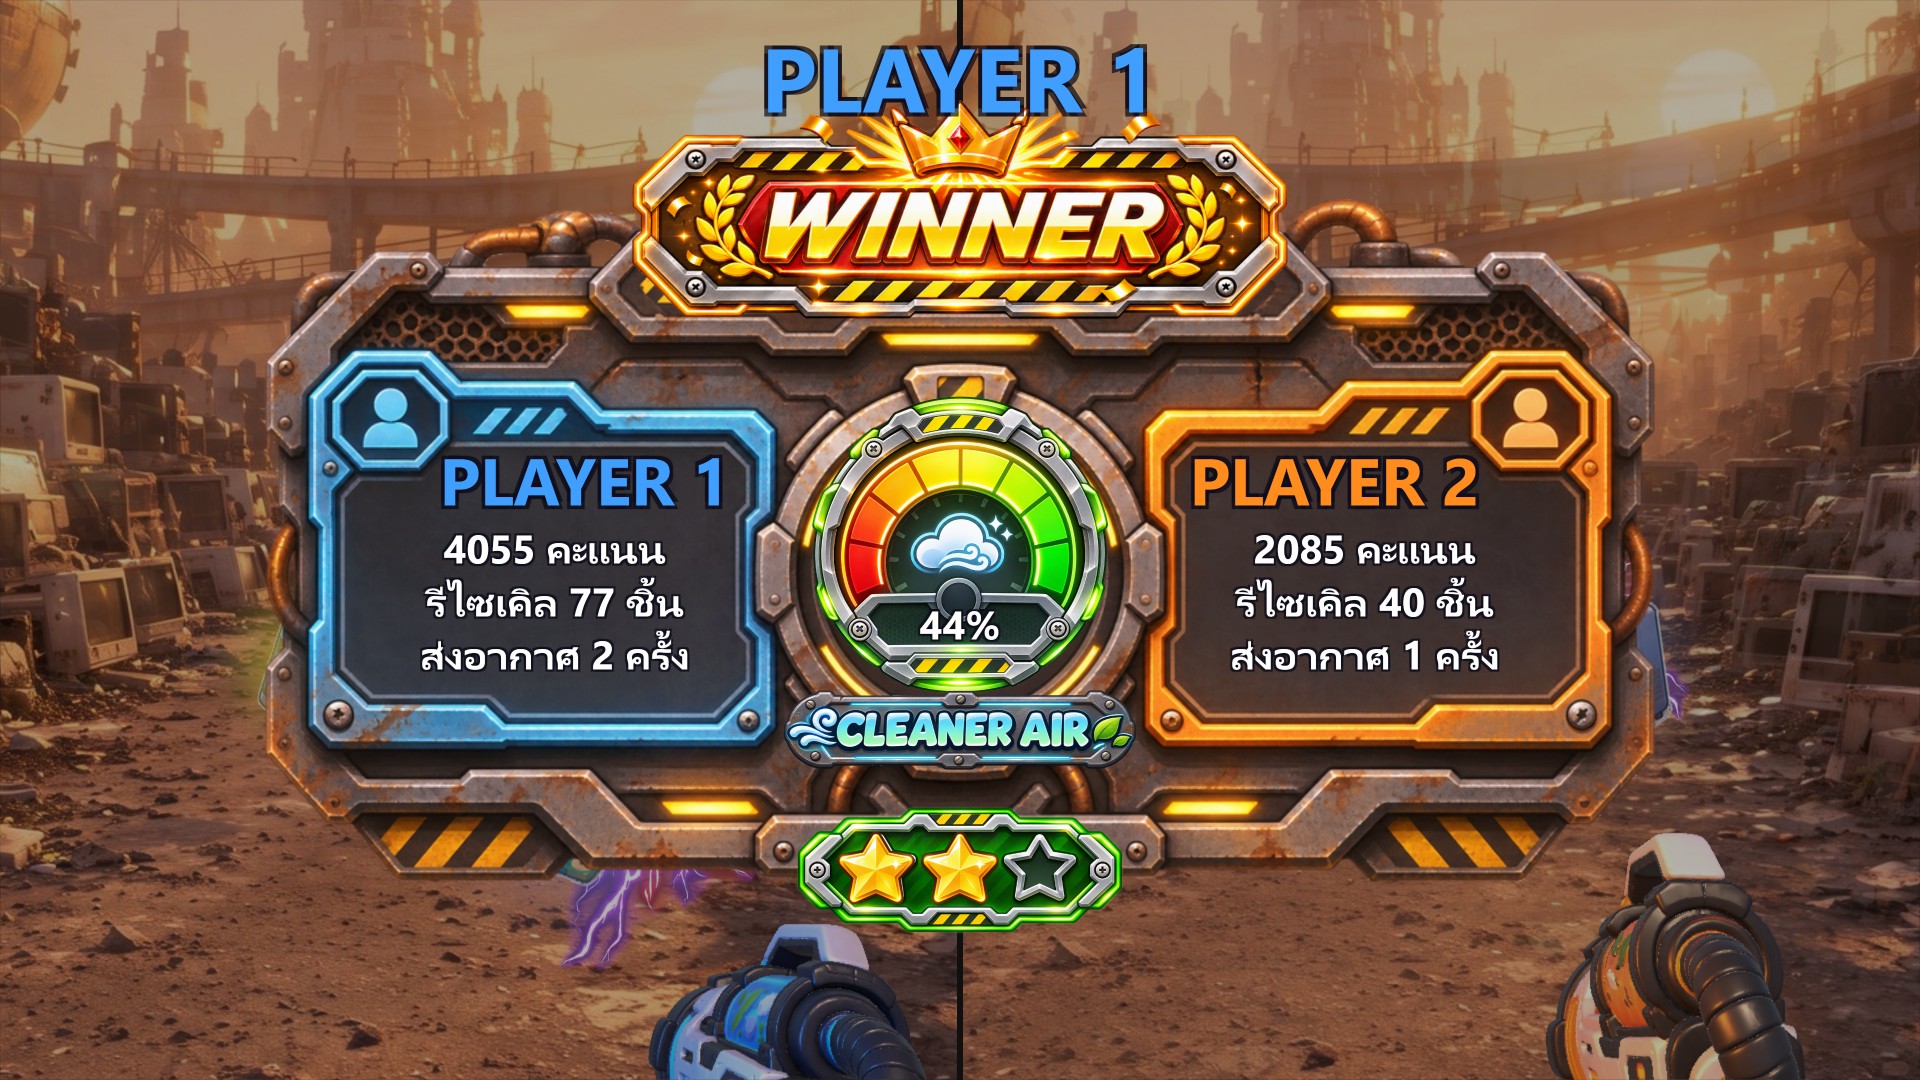 PLAYER 1
WINNER
PLAYER 1
4055 คะแนน
รีไซเคิล 77 ชิ้น
ส่งอากาศ 2 ครั้ง
44%
CLEANER AIR
PLAYER 2
2085 คะแนน
รีไซเคิล 40 ชิ้น
ส่งอากาศ 1 ครั้ง